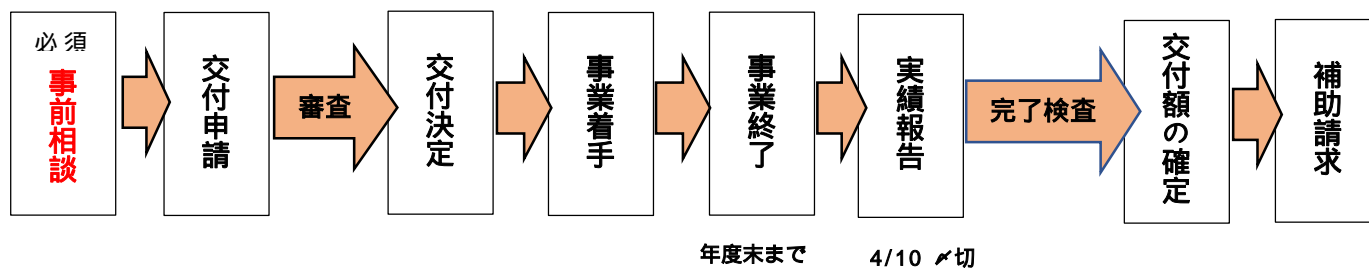 必須
事前相談
交付申請
審査
交付決定
事業着手
事業終了
実績報告
完了検査
交付額の確定
補助請求
年度末まで
4/10 〆切